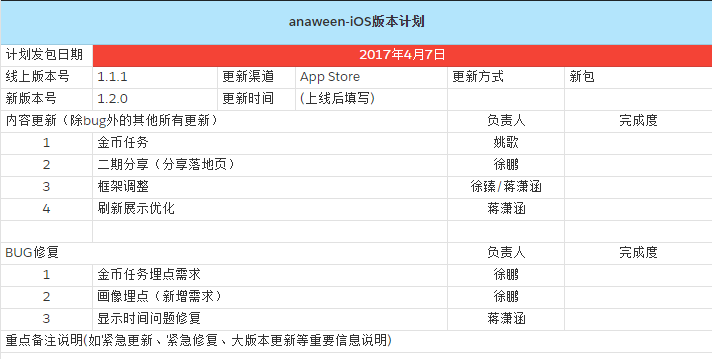 anaween-iOS版本计划
计划发包日期 2017年4月7日
线上版本号 1.1.1 更新渠道 App Store 更新方式 新包
新版本号 1.2.0 更新时间 (上线后填写)
内容更新（除bug外的其他所有更新） 负责人 完成度
1 金币任务 姚歌
2 二期分享（分享落地页） 徐鹏
3 框架调整 徐臻/蒋潇涵
4 刷新展示优化 蒋潇涵
BUG修复 负责人 完成度
1 金币任务埋点需求 徐鹏
2 画像埋点（新增需求） 徐鹏
3 显示时间问题修复 蒋潇涵
重点备注说明(如'紧急更新、'紧急修复、大版本更新等重要信息说明)